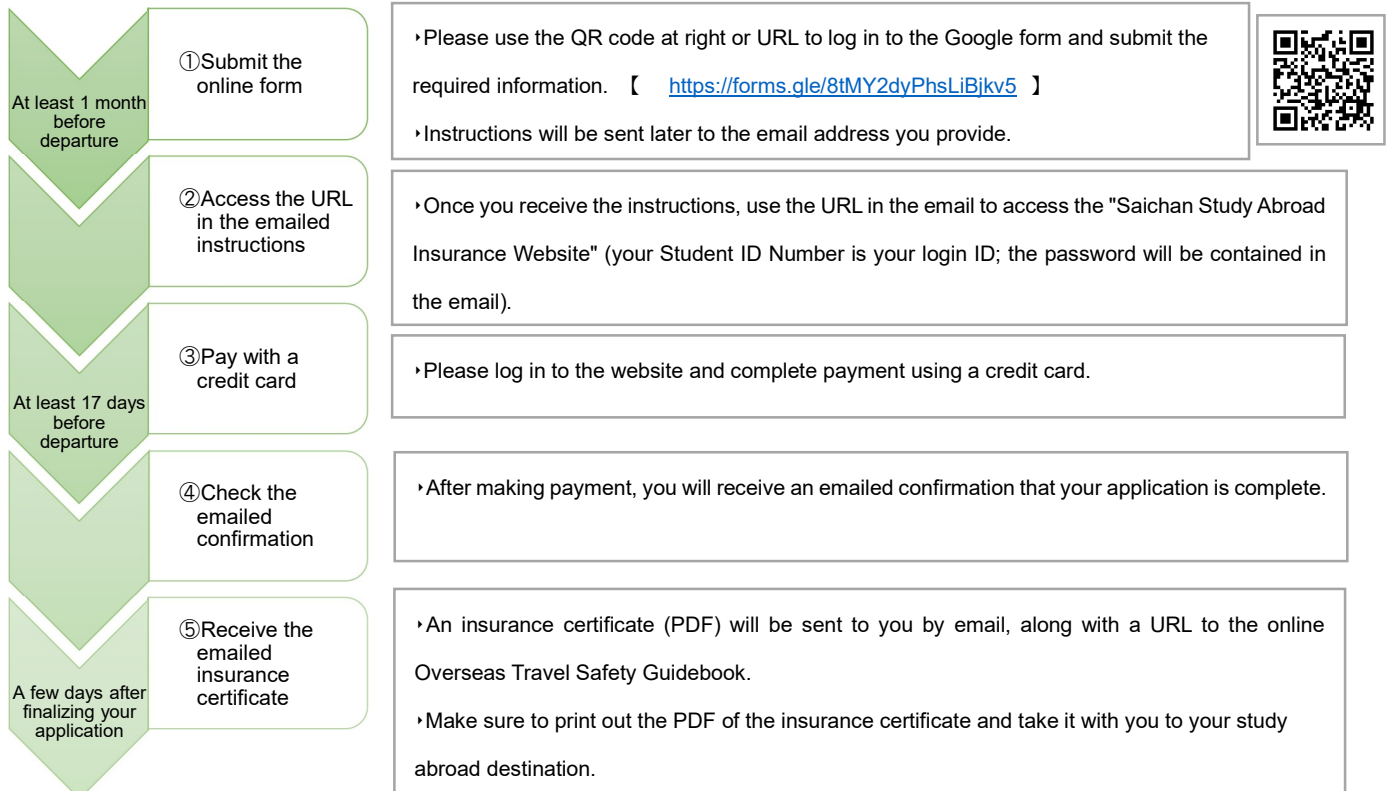 At least 1 month
before
departure
①Submit the
online form
‣Please use the QR code at right or URL to log in to the Google form and submit the
required information. 【 https://forms.gle/8tMY2dyPhsLiBjkv5 】
‣Instructions will be sent later to the email address you provide.
②Access the URL
in the emailed
instructions
‣Once you receive the instructions, use the URL in the email to access the "Saichan Study Abroad
Insurance Website" (your Student ID Number is your login ID; the password will be contained in
the email).
At least 17 days
before
departure
③Pay with a
credit card
‣Please log in to the website and complete payment using a credit card.
④Check the
emailed
confirmation
‣After making payment, you will receive an emailed confirmation that your application is complete.
A few days after
finalizing your
application
⑤Receive the
emailed
insurance
certificate
‣An insurance certificate (PDF) will be sent to you by email, along with a URL to the online
Overseas Travel Safety Guidebook.
‣Make sure to print out the PDF of the insurance certificate and take it with you to your study
abroad destination.